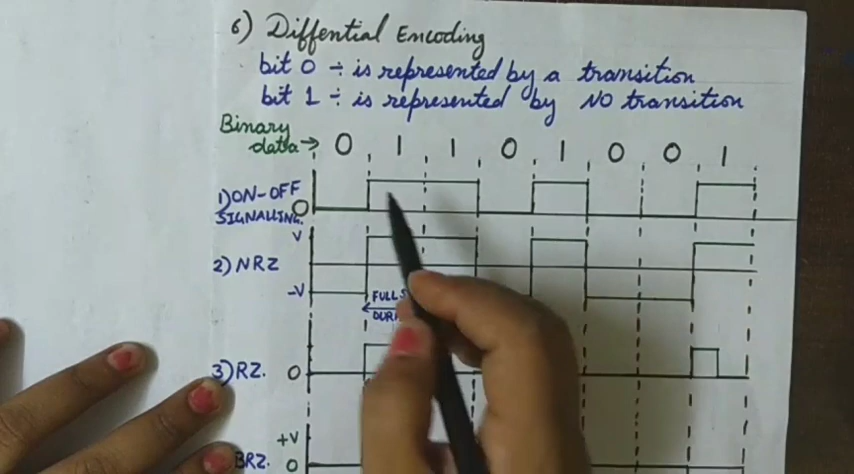 6) Diffential Encoding
bit 0 ÷ is represented by a transition
bit 1 ÷ is represented by NO transition
Binary data → 0 1 1 0 1 0 0 1
1) ON-OFF SIGNALLING. 0
V
2) NRZ
-V
FULL
3) RZ. 0
+V
BRZ. 0